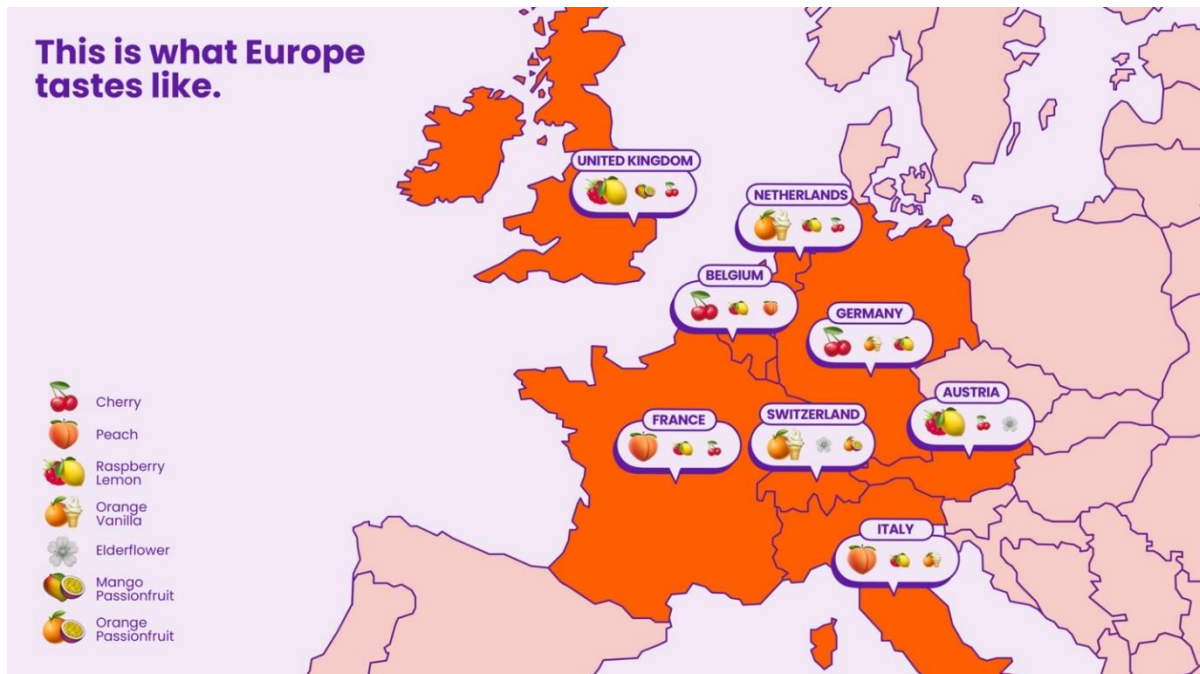 This is what Europe
tastes like.
UNITED KINGDOM
NETHERLANDS
BELGIUM
GERMANY
AUSTRIA
SWITZERLAND
FRANCE
ITALY
Cherry
Peach
Raspberry
Lemon
Orange
Vanilla
Elderflower
Mango
Passionfruit
Orange
Passionfruit